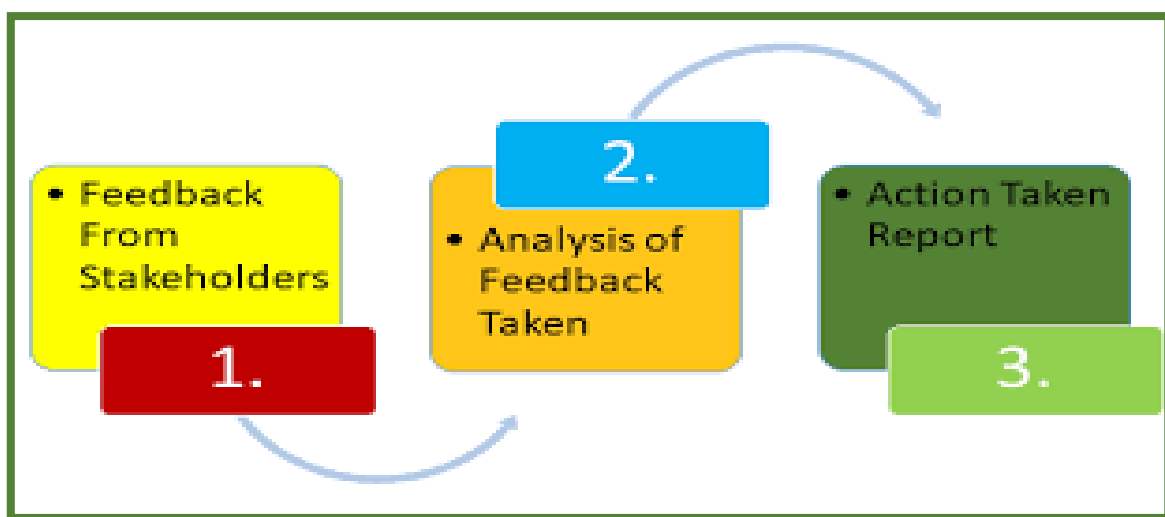 • Feedback
From
Stakeholders
1.
2.
• Analysis of
Feedback
Taken
• Action Taken
Report
3.